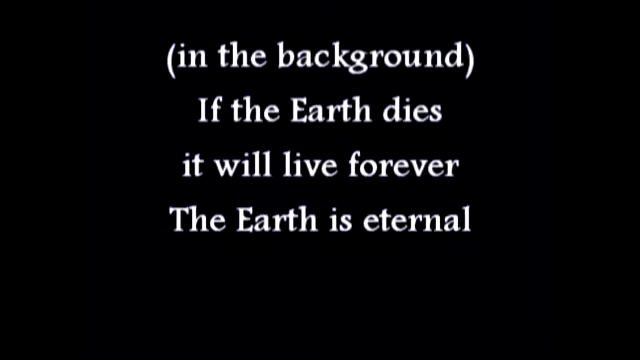 (in the background)
If the Earth dies
it will live forever
The Earth is eternal